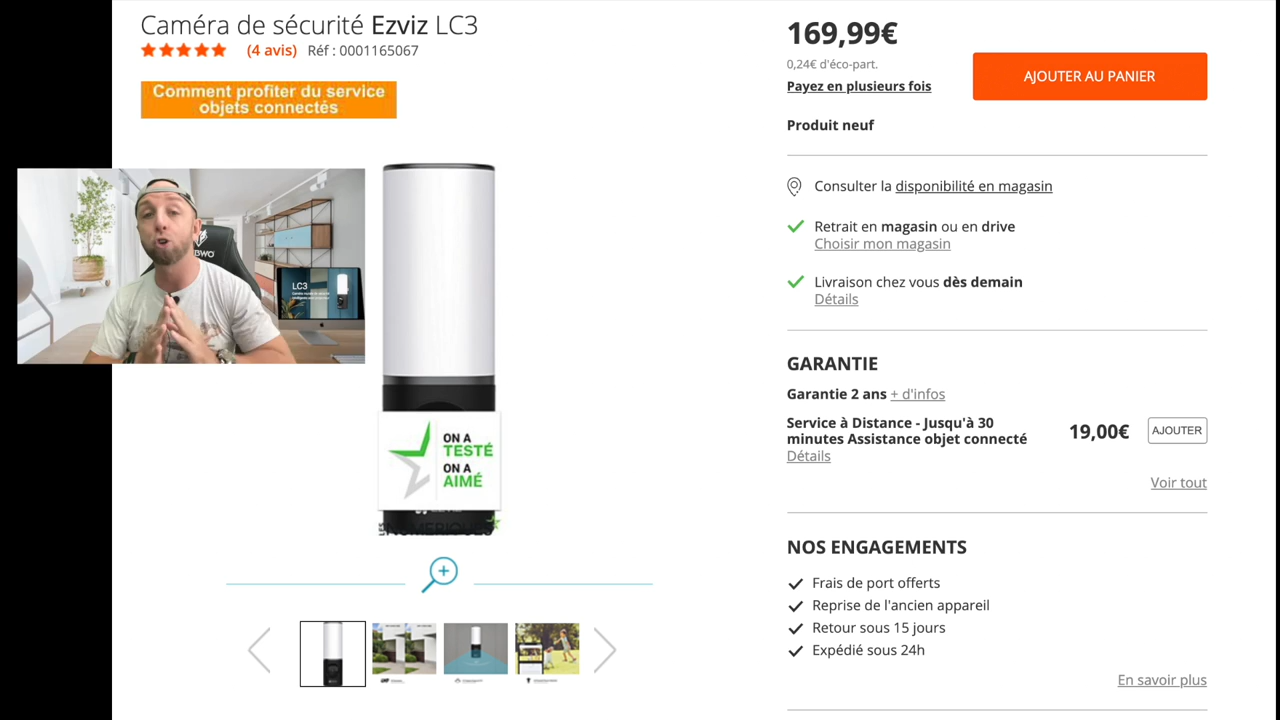 Caméra de sécurité Ezviz LC3
(4 avis) Réf : 0001165067
Comment profiter du service
objets connectés
LC3
ON A
TESTÉ
ON A
AIMÉ
169,99€
0,24€ d'éco-part.
Payez en plusieurs fois
AJOUTER AU PANIER
Produit neuf
Consulter la disponibilité en magasin
Retrait en magasin ou en drive
Choisir mon magasin
Livraison chez vous dès demain
Détails
GARANTIE
Garantie 2 ans + d'infos
Service à Distance - Jusqu'à 30
minutes Assistance objet connecté
Détails
19,00€
AJOUTER
Voir tout
NOS ENGAGEMENTS
Frais de port offerts
Reprise de l'ancien appareil
Retour sous 15 jours
Expédié sous 24h
En savoir plus